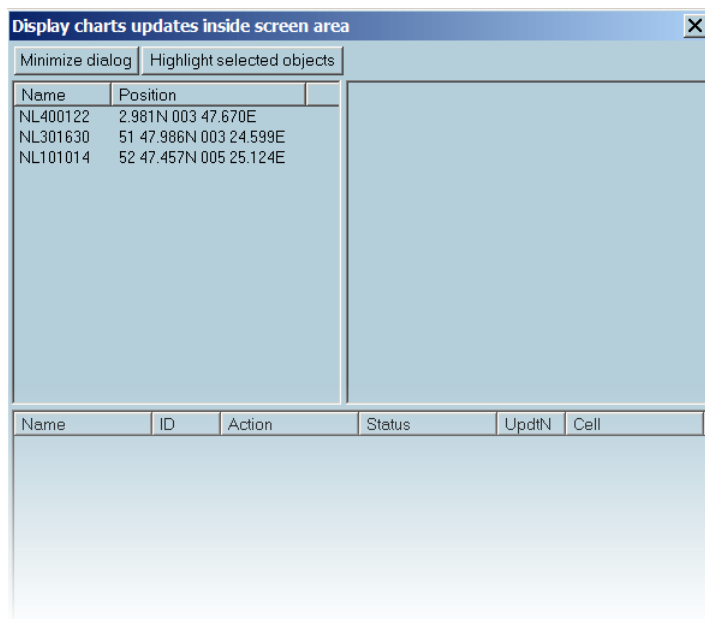 Display charts updates inside screen area
Minimize dialog Highlight selected objects
Name Position
NL400122 2.981N 003 47.670E
NL301630 51 47.986N 003 24.599E
NL101014 52 47.457N 005 25.124E
Name ID Action Status UpdtN Cell